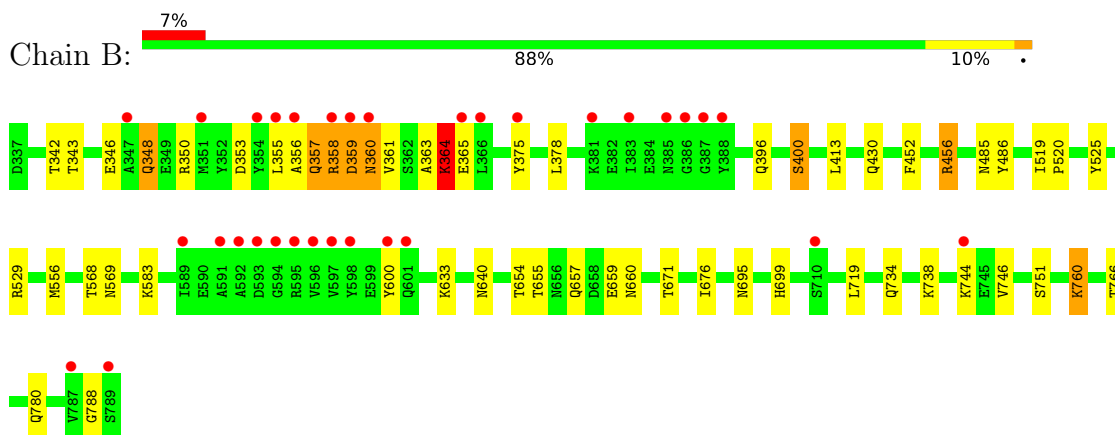 7%
Chain B:
88% 10% •
D337 T342 T343 E346 A347 Q348 E349 R350 M351 Y352 D353 Y354 L355 A356 Q357 R358 D359 N360 V361 S362 A363 K364 E365 L366 Y375 L378 K381 E382 I383 E384 N385 G386 G387 Y388 Q396 S400 L413 Q430 F452 R456 N485 Y486 I519 P520 Y525
R529 M556 T568 N569 K583 I589 E590 A591 A592 D593 G594 R595 V596 V597 Y598 E599 Y600 Q601 K633 N640 T654 T655 N656 Q657 D658 E659 N660 T671 I676 N695 H699 S710 L719 Q734 K738 K744 E745 V746 S751 K760 T766
Q780 V787 G788 S789